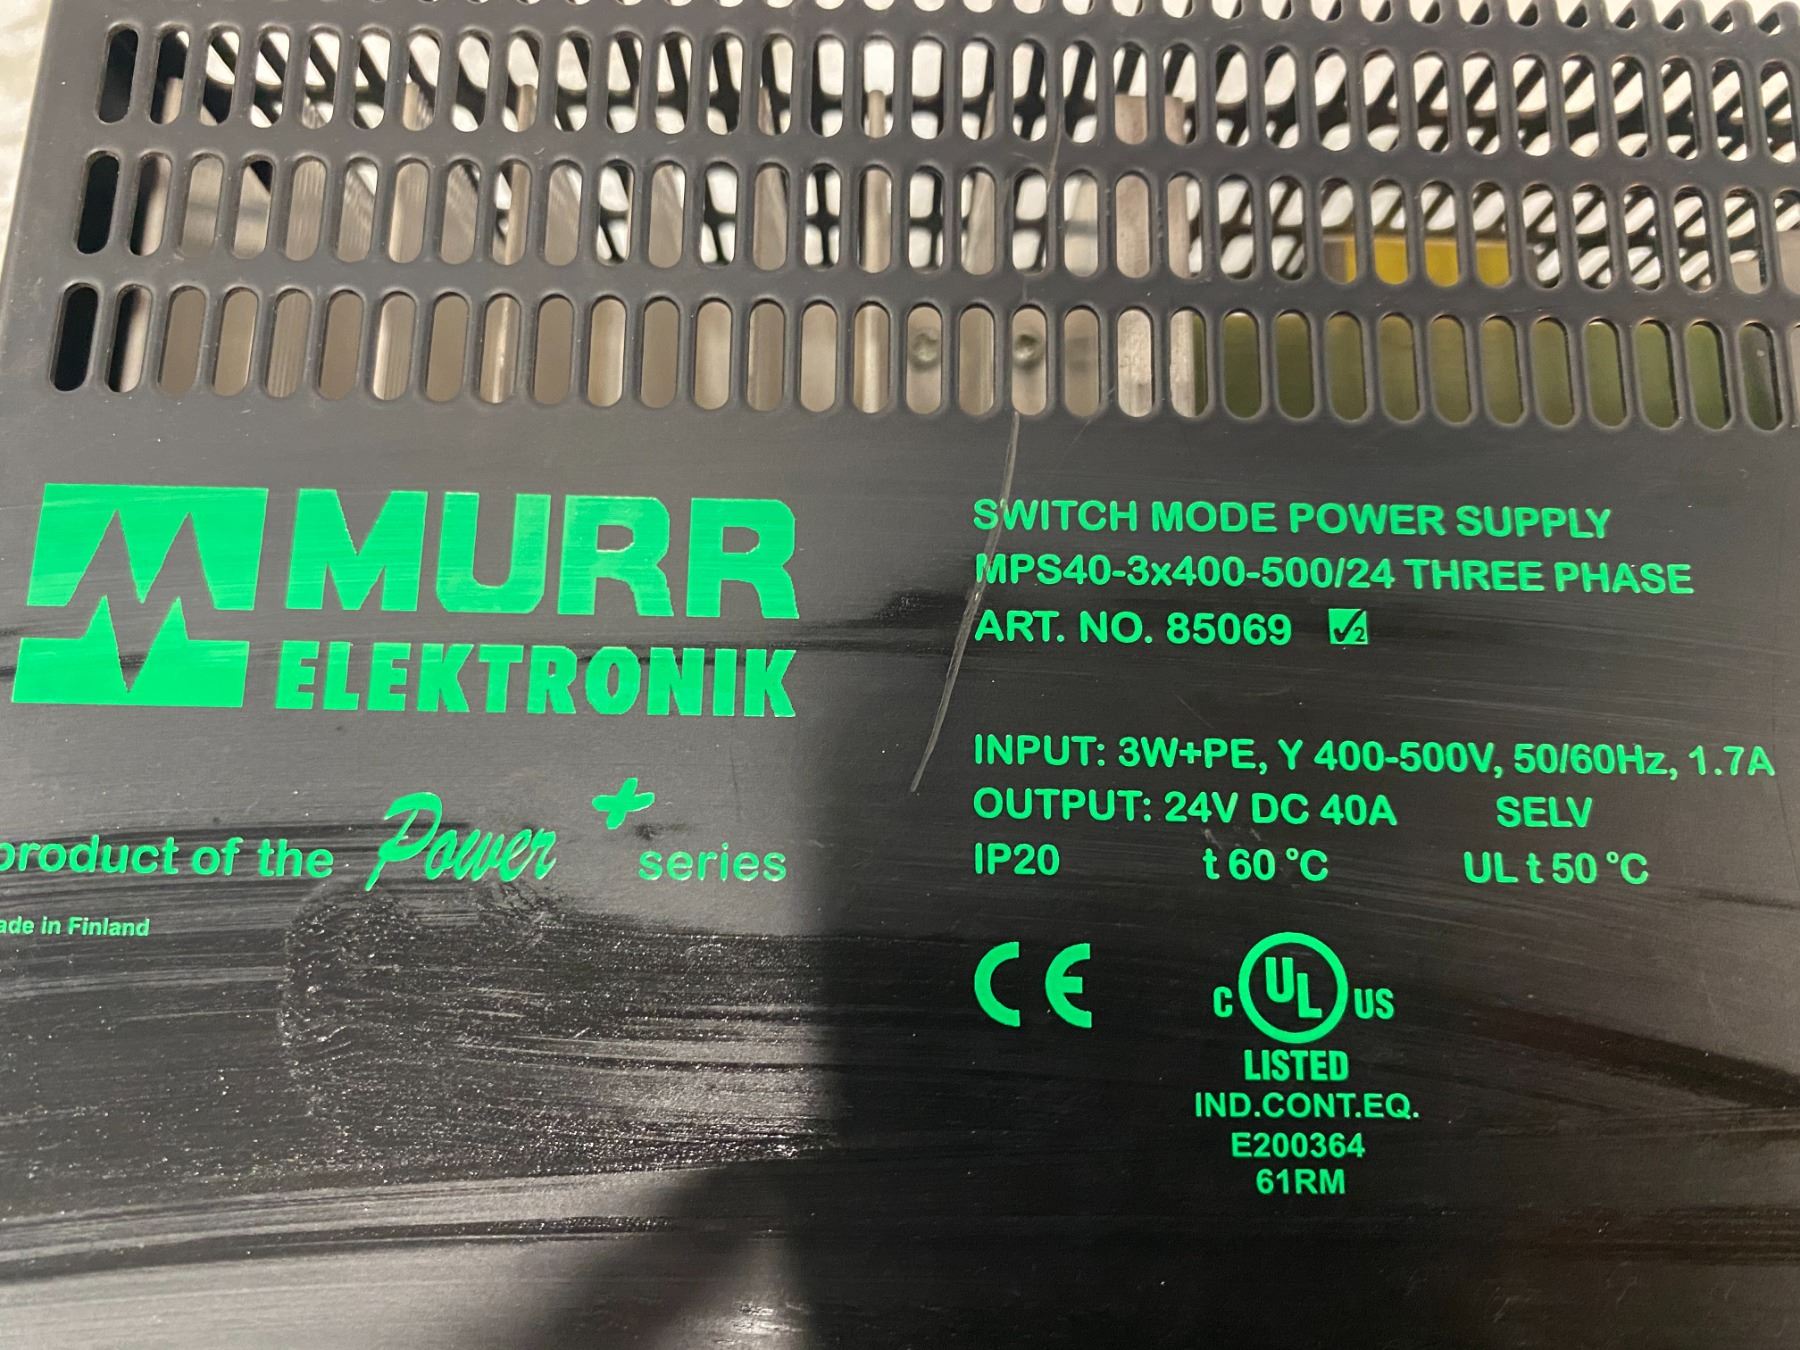 MURR
ELEKTRONIK
product of the Power+ series
ade in Finland
SWITCH MODE POWER SUPPLY
MPS40-3x400-500/24 THREE PHASE
ART. NO. 85069 ✓2
INPUT: 3W+PE, Y 400-500V, 50/60Hz, 1.7A
OUTPUT: 24V DC 40A SELV
IP20 t 60 °C UL t 50 °C
CE
C UL US
LISTED
IND.CONT.EQ.
E200364
61RM